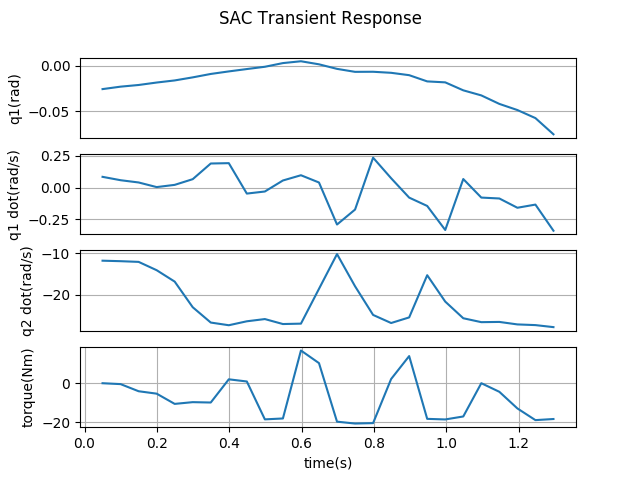 SAC Transient Response
0.00
−0.05
q1(rad)
0.25
0.00
−0.25
q1 dot(rad/s)
−10
−20
q2 dot(rad/s)
0
−20
torque(Nm)
0.0 0.2 0.4 0.6 0.8 1.0 1.2
time(s)